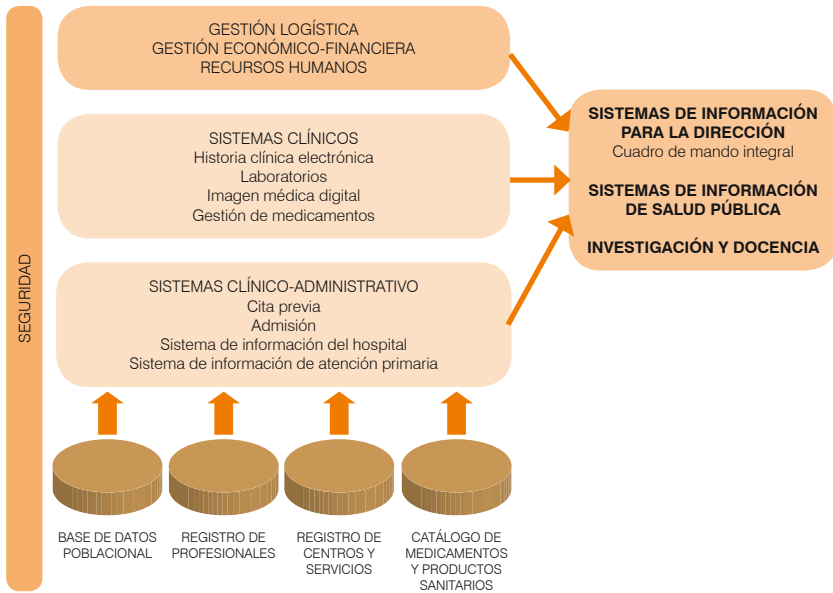 SEGURIDAD
GESTIÓN LOGÍSTICA
GESTIÓN ECONÓMICO-FINANCIERA
RECURSOS HUMANOS
SISTEMAS CLÍNICOS
Historia clínica electrónica
Laboratorios
Imagen médica digital
Gestión de medicamentos
SISTEMAS CLÍNICO-ADMINISTRATIVO
Cita previa
Admisión
Sistema de información del hospital
Sistema de información de atención primaria
SISTEMAS DE INFORMACIÓN
PARA LA DIRECCIÓN
Cuadro de mando integral
SISTEMAS DE INFORMACIÓN
DE SALUD PÚBLICA
INVESTIGACIÓN Y DOCENCIA
BASE DE DATOS
POBLACIONAL
REGISTRO DE
PROFESIONALES
REGISTRO DE
CENTROS Y
SERVICIOS
CATÁLOGO DE
MEDICAMENTOS
Y PRODUCTOS
SANITARIOS